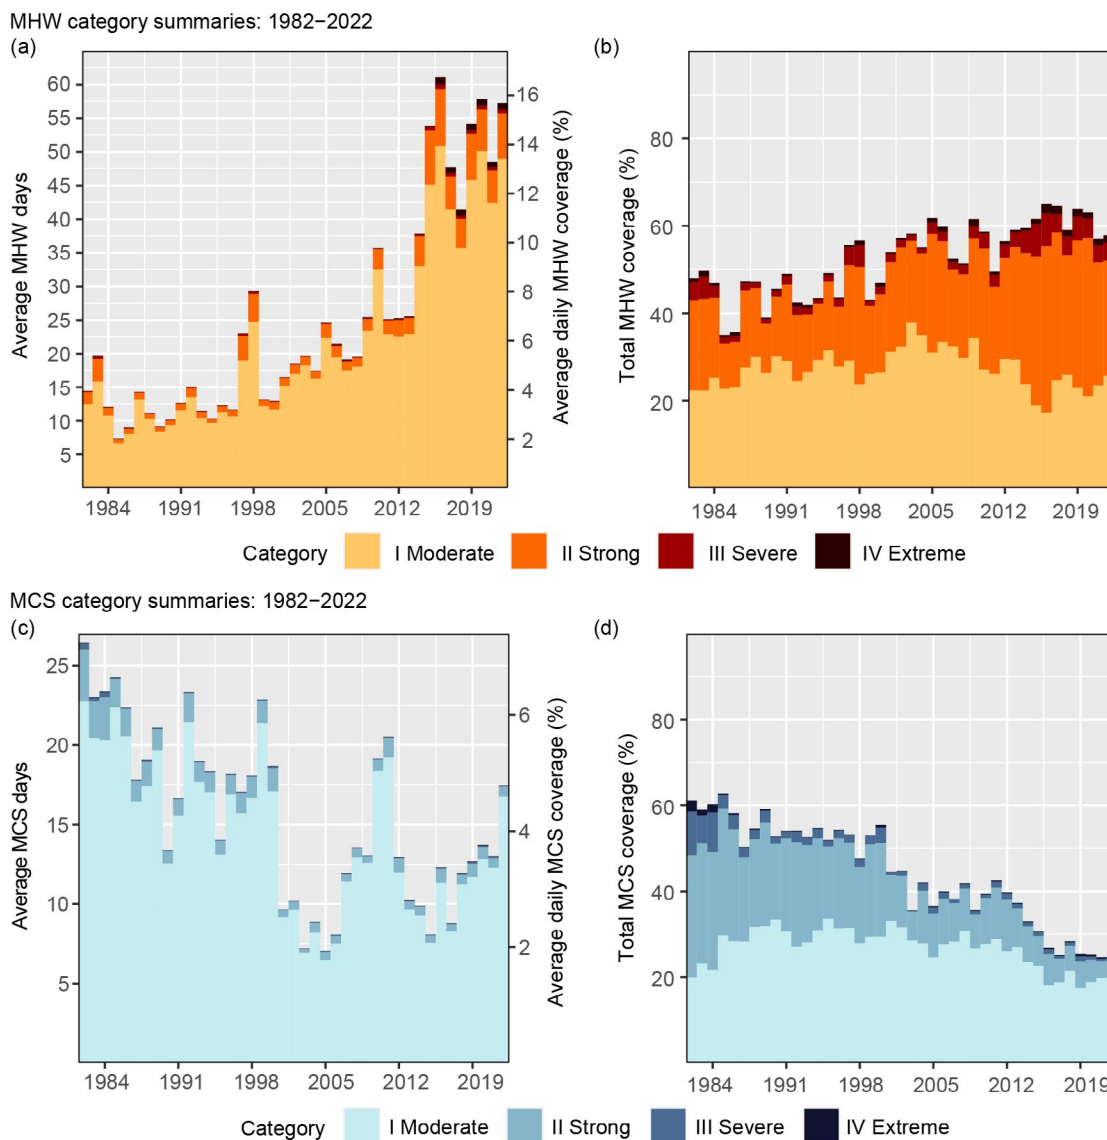 MHW category summaries: 1982−2022
(a)
(b)
Average MHW days
60
55
50
45
40
35
30
25
20
15
10
5
16
14
12
10
8
6
4
2
Average daily MHW coverage (%)
1984 1991 1998 2005 2012 2019
Total MHW coverage (%)
80
60
40
20
1984 1991 1998 2005 2012 2019
Category I Moderate II Strong III Severe IV Extreme
MCS category summaries: 1982−2022
(c)
(d)
Average MCS days
25
20
15
10
5
6
4
2
Average daily MCS coverage (%)
1984 1991 1998 2005 2012 2019
Total MCS coverage (%)
80
60
40
20
1984 1991 1998 2005 2012 2019
Category I Moderate II Strong III Severe IV Extreme